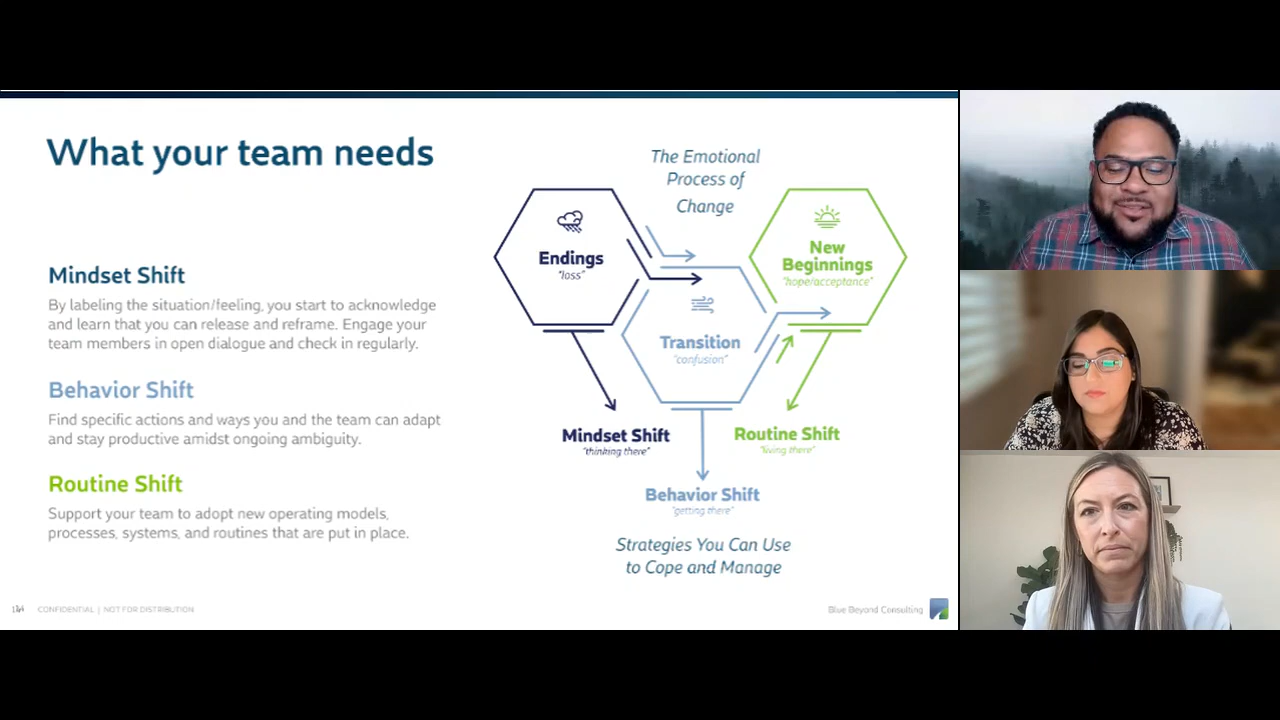 What your team needs
Mindset Shift
By labeling the situation/feeling, you start to acknowledge
and learn that you can release and reframe. Engage your
team members in open dialogue and check in regularly.
Behavior Shift
Find specific actions and ways you and the team can adapt
and stay productive amidst ongoing ambiguity.
Routine Shift
Support your team to adopt new operating models,
processes, systems, and routines that are put in place.
The Emotional
Process of
Change
Endings
"loss"
New
Beginnings
"hope/acceptance"
Transition
"confusion"
Mindset Shift
"thinking there"
Routine Shift
"living there"
Behavior Shift
"getting there"
Strategies You Can Use
to Cope and Manage
CONFIDENTIAL | NOT FOR DISTRIBUTION
Blue Beyond Consulting